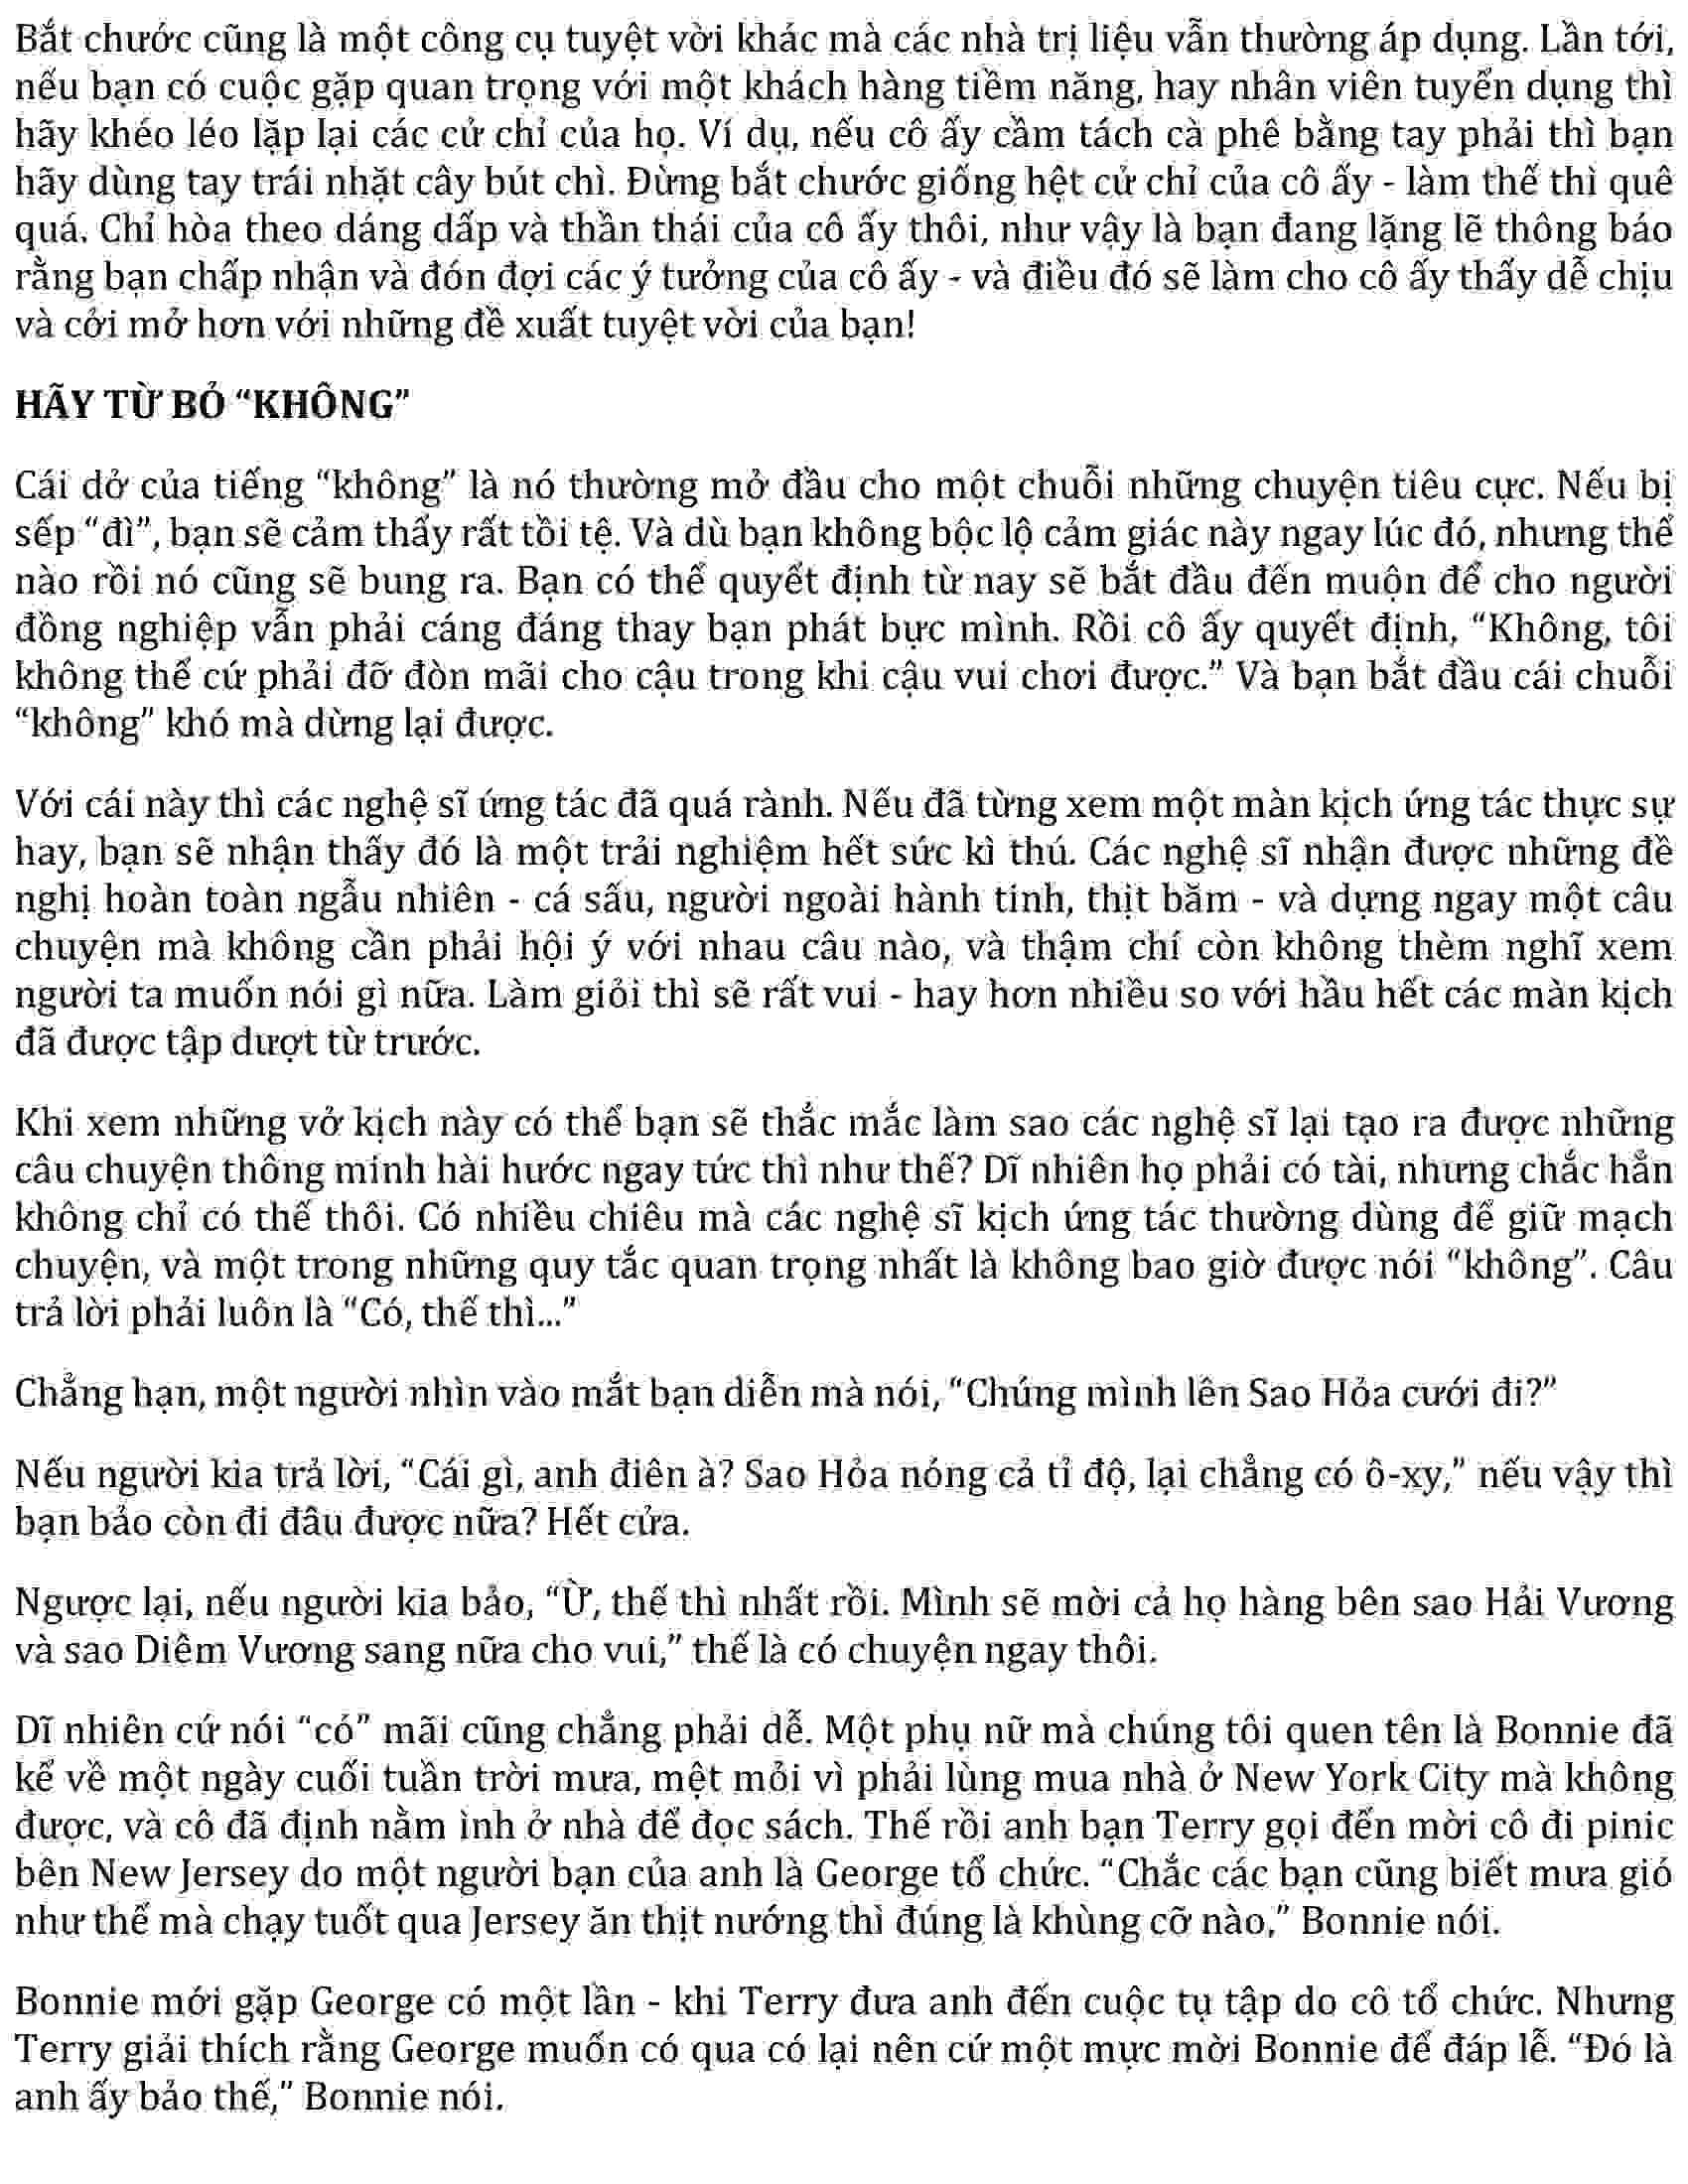 Bắt chước cũng là một công cụ tuyệt vời khác mà các nhà trị liệu vẫn thường áp dụng. Lần tới,
nếu bạn có cuộc gặp quan trọng với một khách hàng tiềm năng, hay nhân viên tuyển dụng thì
hãy khéo léo lặp lại các cử chỉ của họ. Ví dụ, nếu cô ấy cầm tách cà phê bằng tay phải thì bạn
hãy dùng tay trái nhặt cây bút chì. Đừng bắt chước giống hệt cử chỉ của cô ấy - làm thế thì quê
quá. Chỉ hòa theo dáng dấp và thần thái của cô ấy thôi, như vậy là bạn đang lặng lẽ thông báo
rằng bạn chấp nhận và đón đợi các ý tưởng của cô ấy - và điều đó sẽ làm cho cô ấy thấy dễ chịu
và cởi mở hơn với những đề xuất tuyệt vời của bạn!
HÃY TỪ BỎ “KHÔNG”
Cái dở của tiếng “không” là nó thường mở đầu cho một chuỗi những chuyện tiêu cực. Nếu bị
sếp “đì”, bạn sẽ cảm thấy rất tồi tệ. Và dù bạn không bộc lộ cảm giác này ngay lúc đó, nhưng thế
nào rồi nó cũng sẽ bung ra. Bạn có thể quyết định từ nay sẽ bắt đầu đến muộn để cho người
đồng nghiệp vẫn phải cáng đáng thay bạn phát bực mình. Rồi cô ấy quyết định, “Không, tôi
không thể cứ phải đỡ đòn mãi cho cậu trong khi cậu vui chơi được.” Và bạn bắt đầu cái chuỗi
“không” khó mà dừng lại được.
Với cái này thì các nghệ sĩ ứng tác đã quá rành. Nếu đã từng xem một màn kịch ứng tác thực sự
hay, bạn sẽ nhận thấy đó là một trải nghiệm hết sức kì thú. Các nghệ sĩ nhận được những đề
nghị hoàn toàn ngẫu nhiên - cá sấu, người ngoài hành tinh, thịt băm - và dựng ngay một câu
chuyện mà không cần phải hội ý với nhau câu nào, và thậm chí còn không thèm nghĩ xem
người ta muốn nói gì nữa. Làm giỏi thì sẽ rất vui - hay hơn nhiều so với hầu hết các màn kịch
đã được tập dượt từ trước.
Khi xem những vở kịch này có thể bạn sẽ thắc mắc làm sao các nghệ sĩ lại tạo ra được những
câu chuyện thông minh hài hước ngay tức thì như thế? Dĩ nhiên họ phải có tài, nhưng chắc hẳn
không chỉ có thế thôi. Có nhiều chiêu mà các nghệ sĩ kịch ứng tác thường dùng để giữ mạch
chuyện, và một trong những quy tắc quan trọng nhất là không bao giờ được nói “không”. Câu
trả lời phải luôn là “Có, thế thì...”
Chẳng hạn, một người nhìn vào mắt bạn diễn mà nói, “Chúng mình lên Sao Hỏa cưới đi?”
Nếu người kia trả lời, “Cái gì, anh điên à? Sao Hỏa nóng cả tỉ độ, lại chẳng có ô-xy,” nếu vậy thì
bạn bảo còn đi đâu được nữa? Hết cửa.
Ngược lại, nếu người kia bảo, “Ừ, thế thì nhất rồi. Mình sẽ mời cả họ hàng bên sao Hải Vương
và sao Diêm Vương sang nữa cho vui,” thế là có chuyện ngay thôi.
Dĩ nhiên cứ nói “có” mãi cũng chẳng phải dễ. Một phụ nữ mà chúng tôi quen tên là Bonnie đã
kể về một ngày cuối tuần trời mưa, mệt mỏi vì phải lùng mua nhà ở New York City mà không
được, và cô đã định nằm ình ở nhà để đọc sách. Thế rồi anh bạn Terry gọi đến mời cô đi pinic
bên New Jersey do một người bạn của anh là George tổ chức. “Chắc các bạn cũng biết mưa gió
như thế mà chạy tuốt qua Jersey ăn thịt nướng thì đúng là khùng cỡ nào,” Bonnie nói.
Bonnie mới gặp George có một lần - khi Terry đưa anh đến cuộc tụ tập do cô tổ chức. Nhưng
Terry giải thích rằng George muốn có qua có lại nên cứ một mực mời Bonnie để đáp lễ. “Đó là
anh ấy bảo thế,” Bonnie nói.